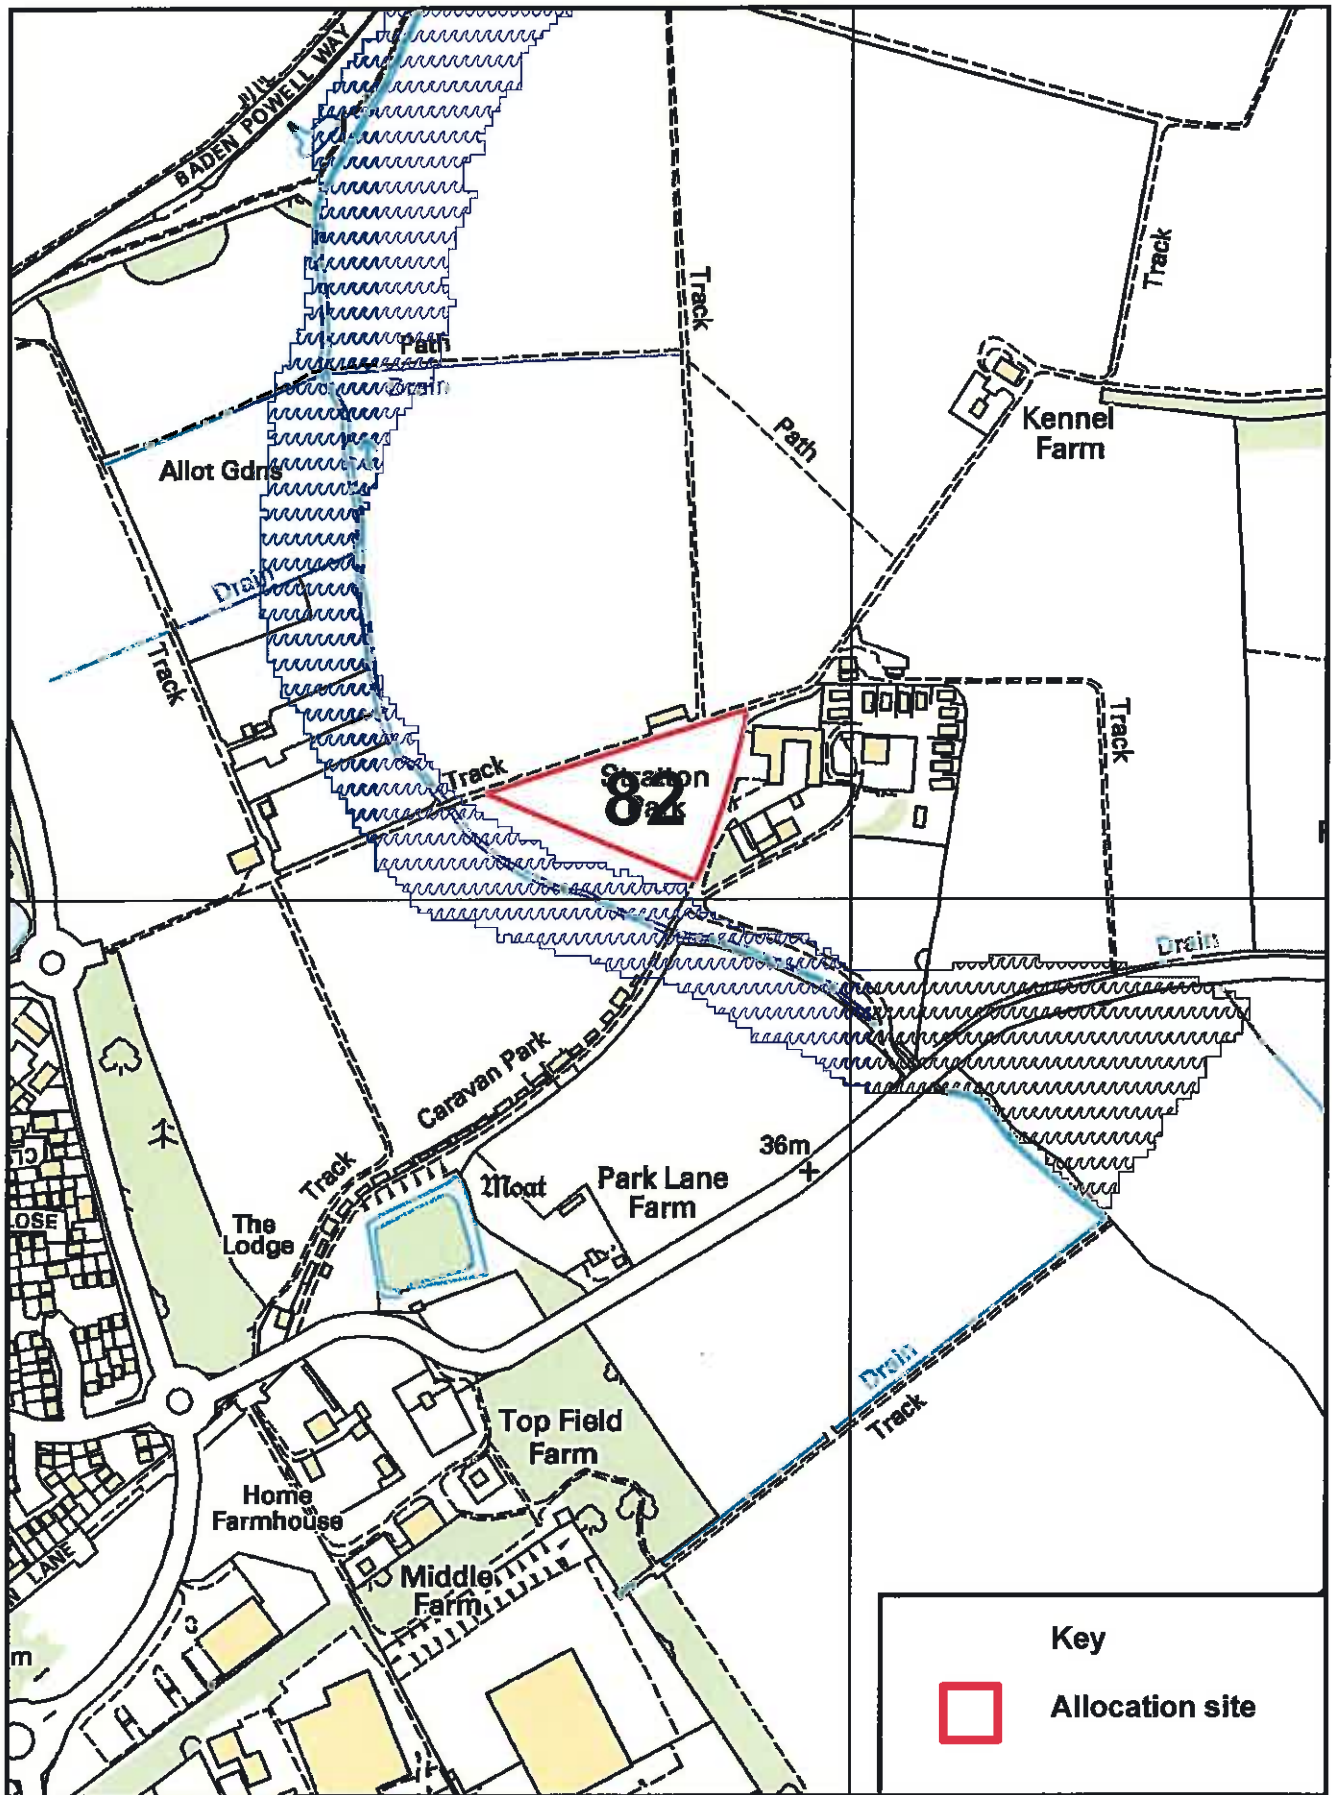 BADEN POWELL WAY
Track
Track
Path
Drain
Path
Kennel
Farm
Allot Gdns
Drain
Track
Track
Track
Stratton
Park
82
Drain
Caravan Park
36m
Track
Moat
Park Lane
Farm
The
Lodge
LOSE
Drain
Track
Top Field
Farm
Home
Farmhouse
LANE
Middle
Farm
m
Key
Allocation site